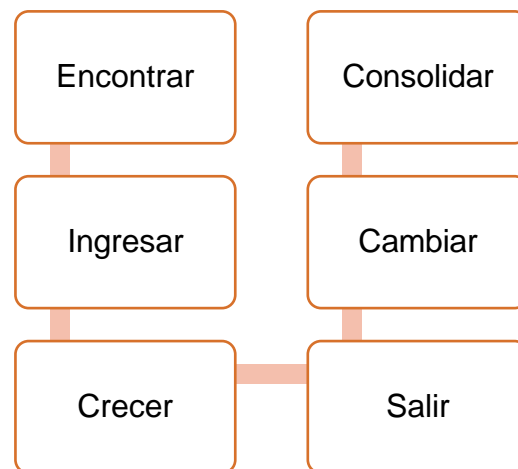 Encontrar
Ingresar
Crecer
Salir
Cambiar
Consolidar